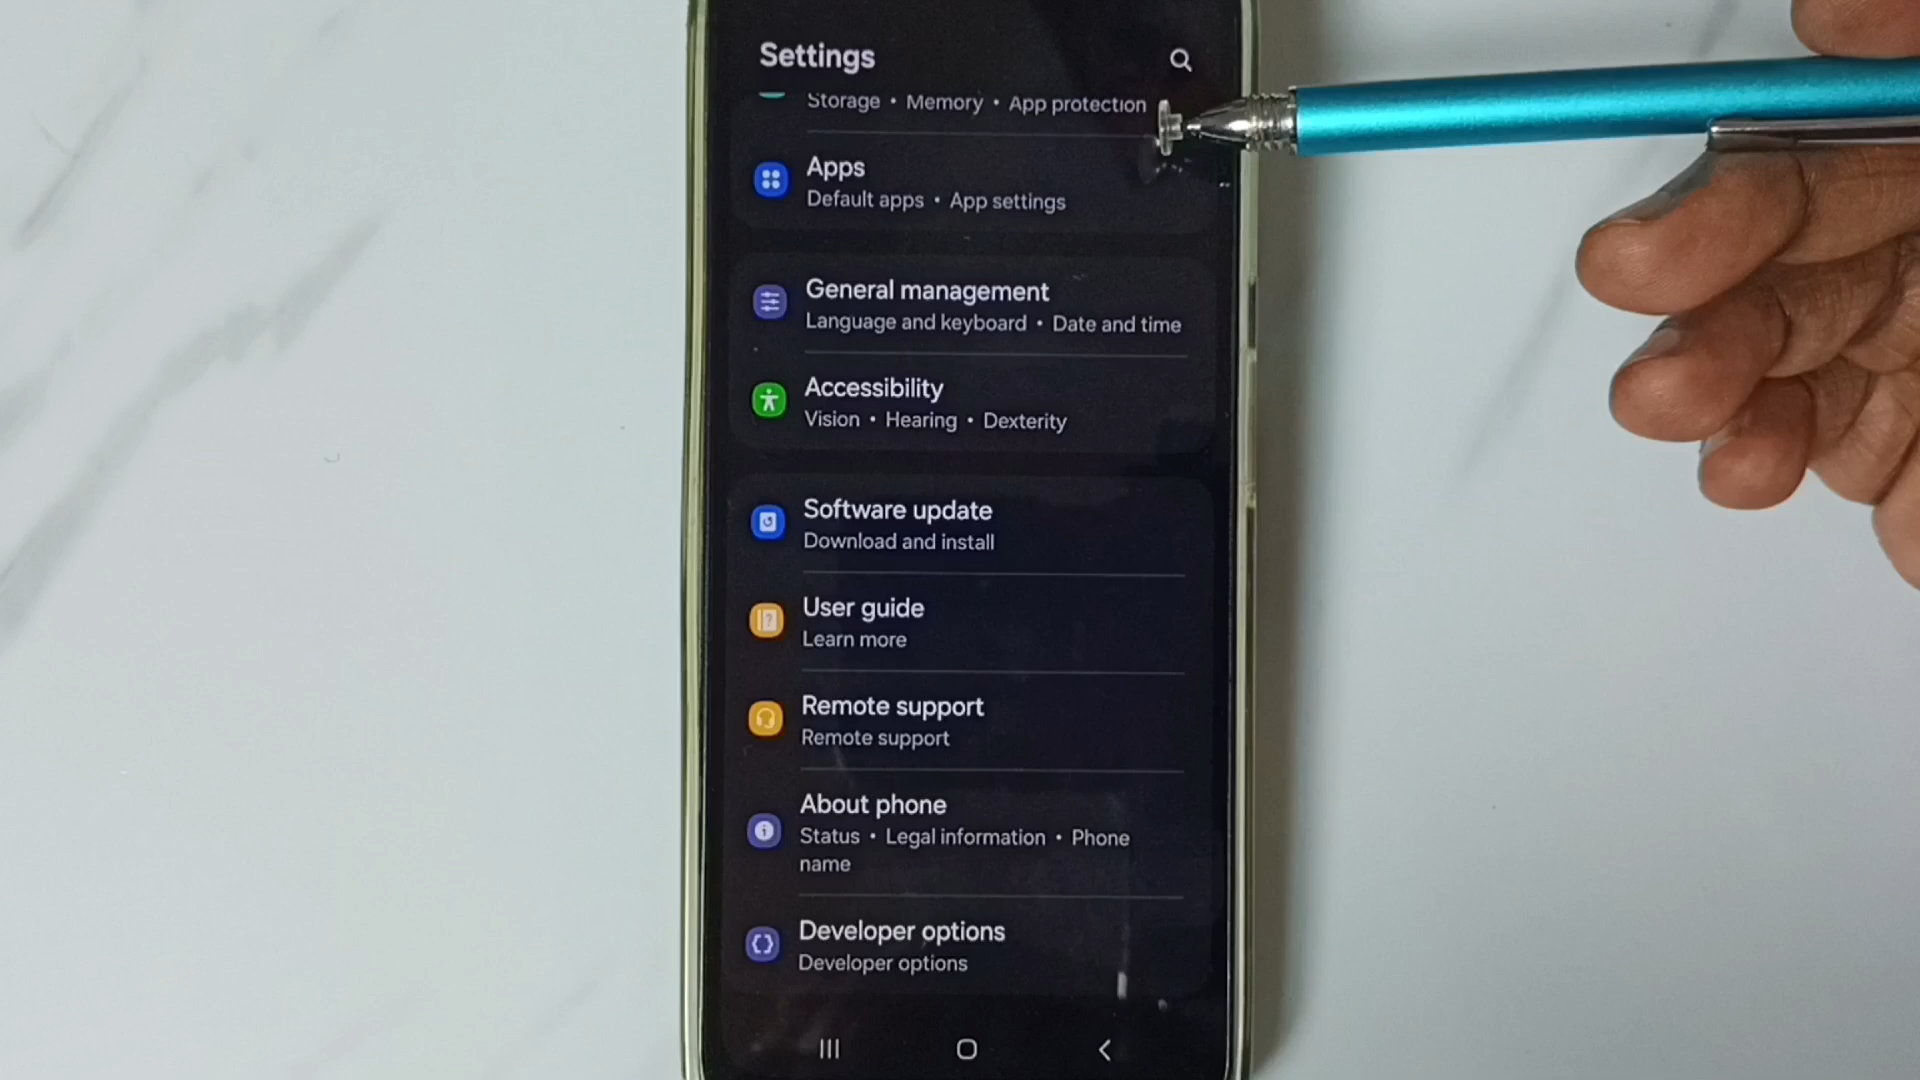 Settings
Storage • Memory • App protection
Apps
Default apps • App settings
General management
Language and keyboard • Date and time
Accessibility
Vision • Hearing • Dexterity
Software update
Download and install
User guide
Learn more
Remote support
Remote support
About phone
Status • Legal information • Phone
name
Developer options
Developer options